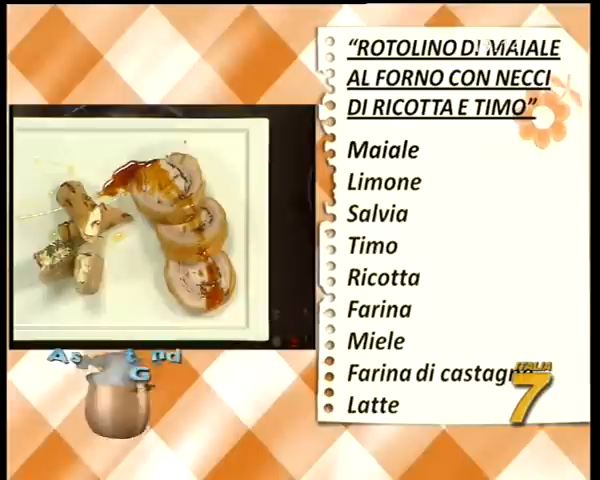 “ROTOLINO DI MAIALE
AL FORNO CON NECCI
DI RICOTTA E TIMO”
Maiale
Limone
Salvia
Timo
Ricotta
Farina
Miele
Farina di castagne
Latte
ITALIA
7